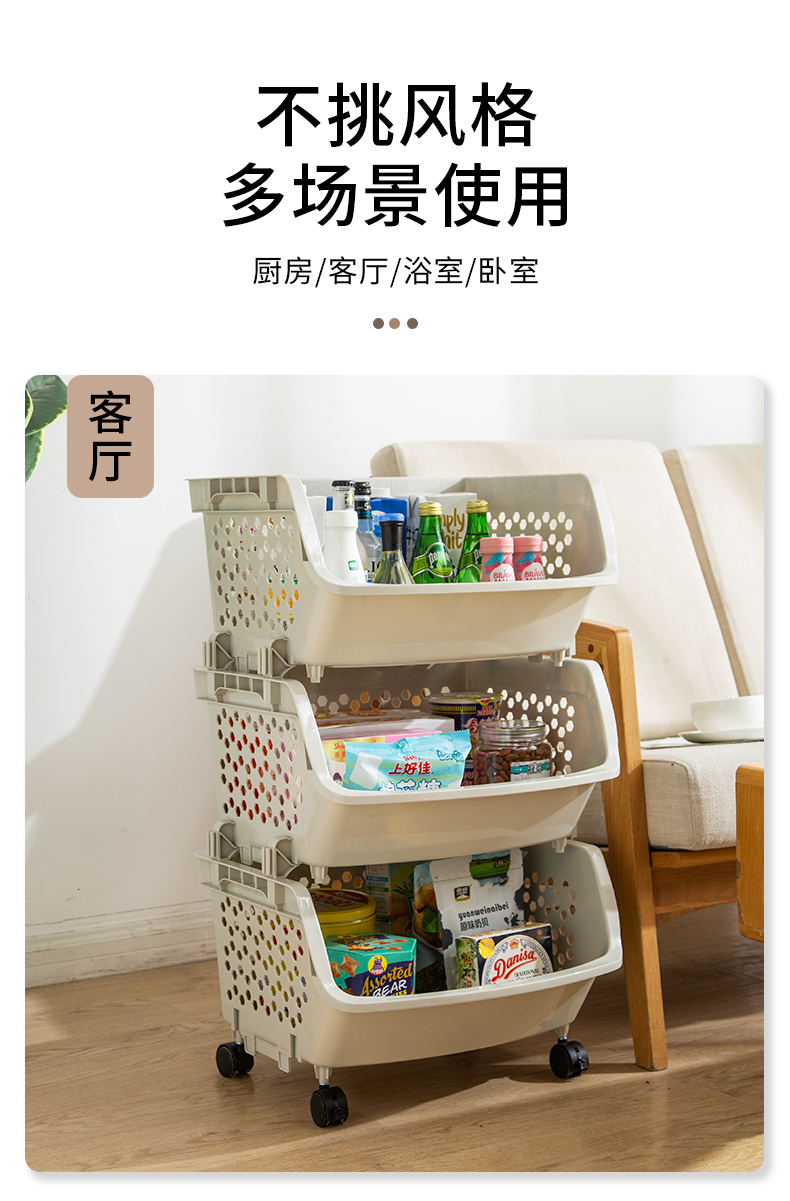 不挑风格
多场景使用
厨房/客厅/浴室/卧室
客厅
上好佳
yuanweinaibei
原味奶贝
Assorted
BEAR
Danisa
TRADITIONAL